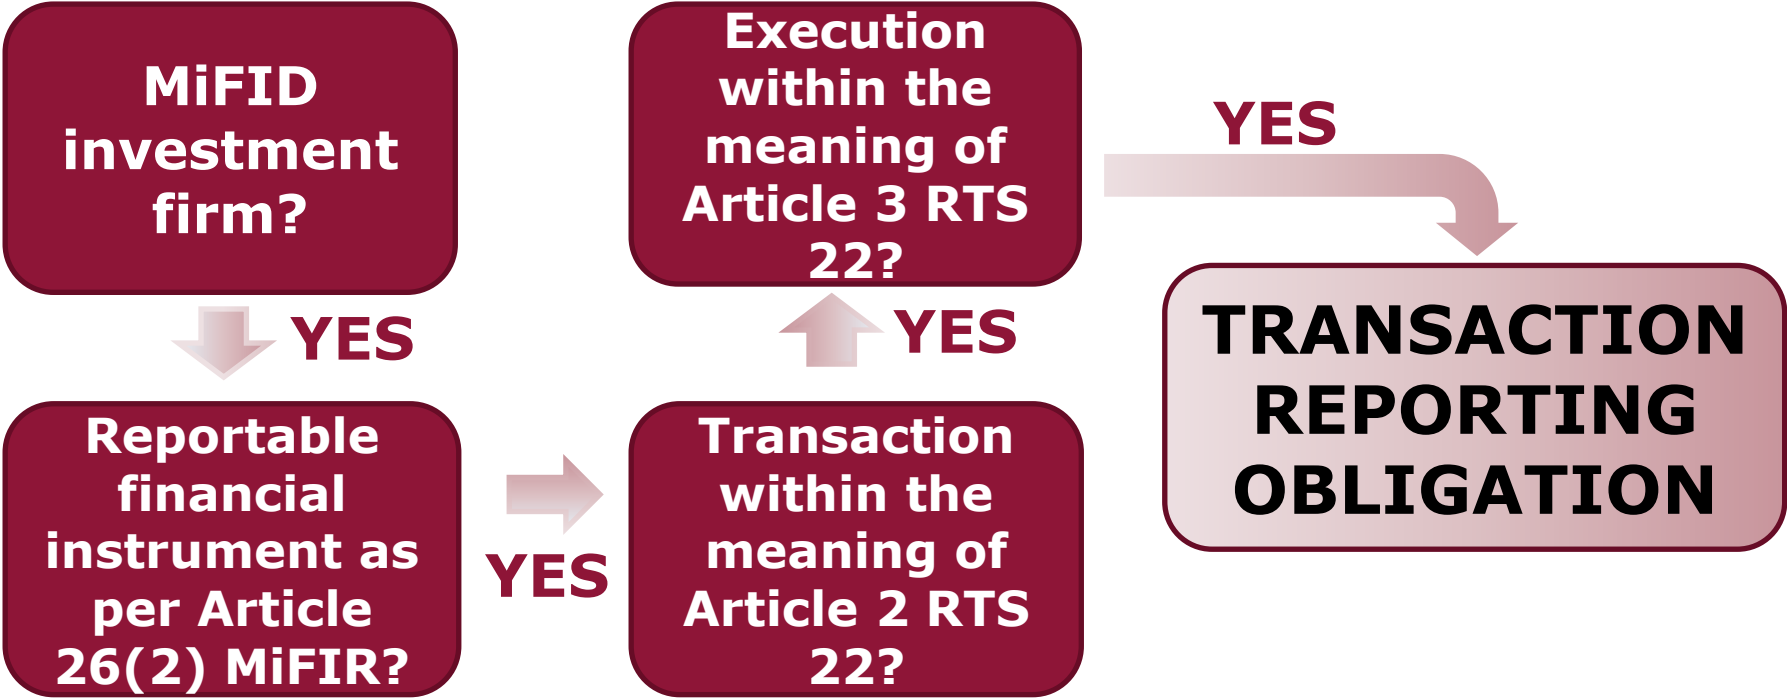 MiFID
investment
firm?
YES
Reportable
financial
instrument as
per Article
26(2) MiFIR?
YES
Transaction
within the
meaning of
Article 2 RTS
22?
YES
Execution
within the
meaning of
Article 3 RTS
22?
YES
TRANSACTION
REPORTING
OBLIGATION